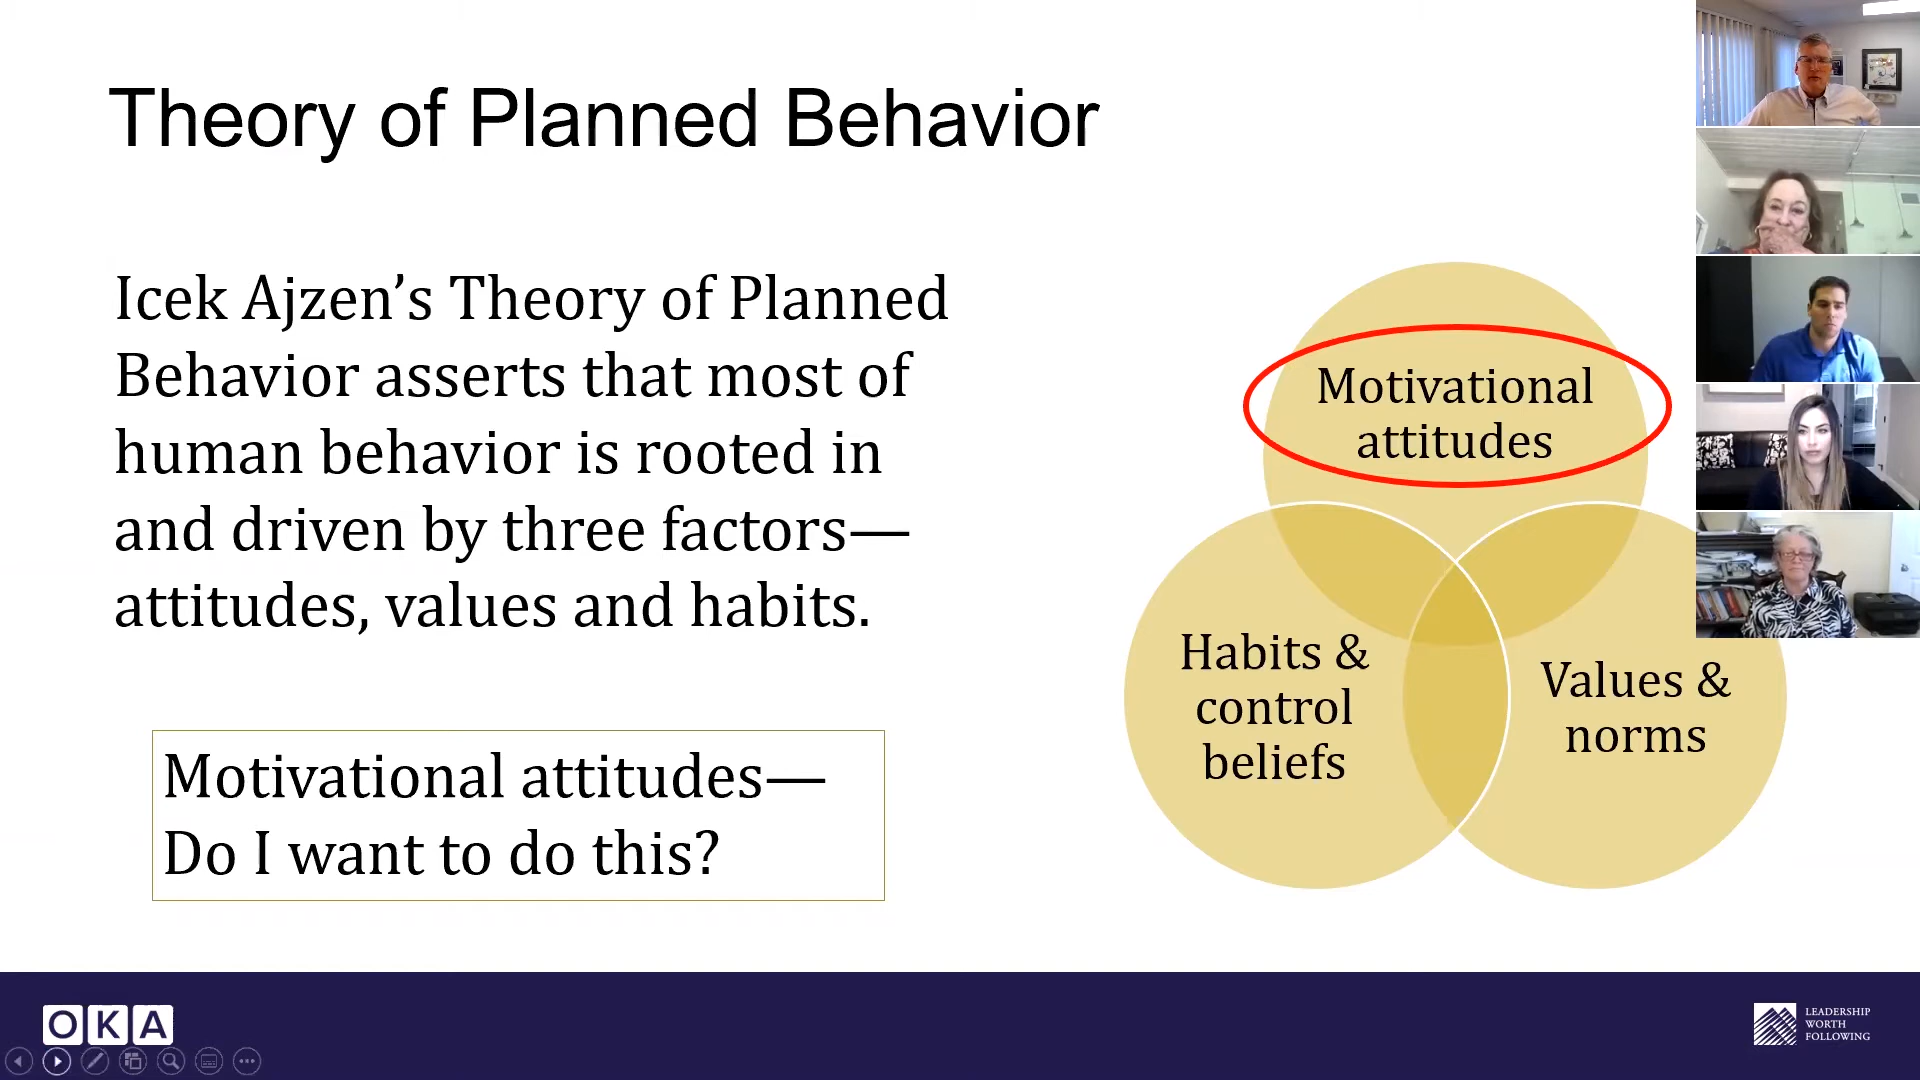 Theory of Planned Behavior
Icek Ajzen’s Theory of Planned
Behavior asserts that most of
human behavior is rooted in
and driven by three factors—
attitudes, values and habits.
Motivational attitudes—
Do I want to do this?
Motivational
attitudes
Habits &
control
beliefs
Values &
norms
OKA
LEADERSHIP
WORTH
FOLLOWING